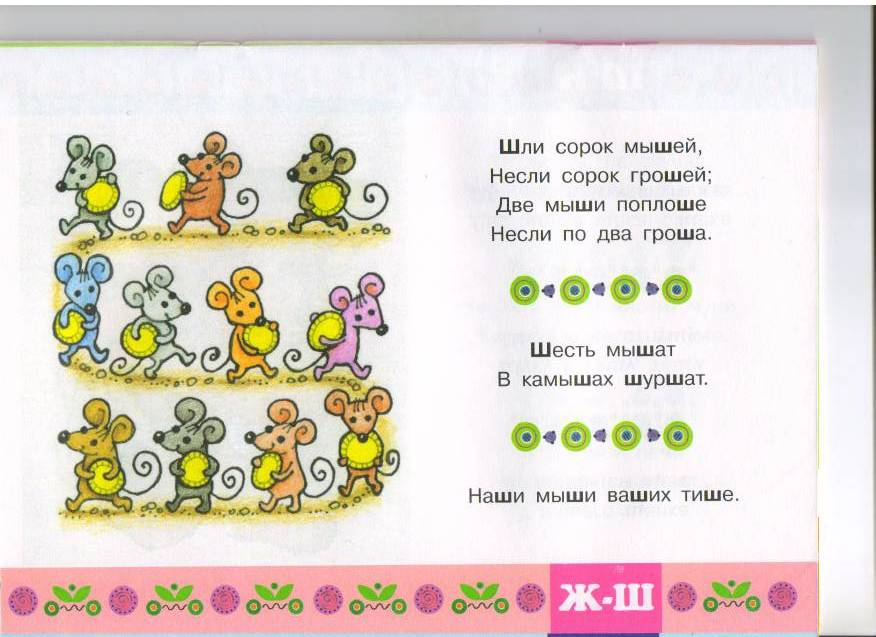 Шли сорок мышей,
Несли сорок грошей;
Две мыши поплоше
Несли по два гроша.
Шесть мышат
В камышах шуршат.
Наши мыши ваших тише.
Ж-Ш